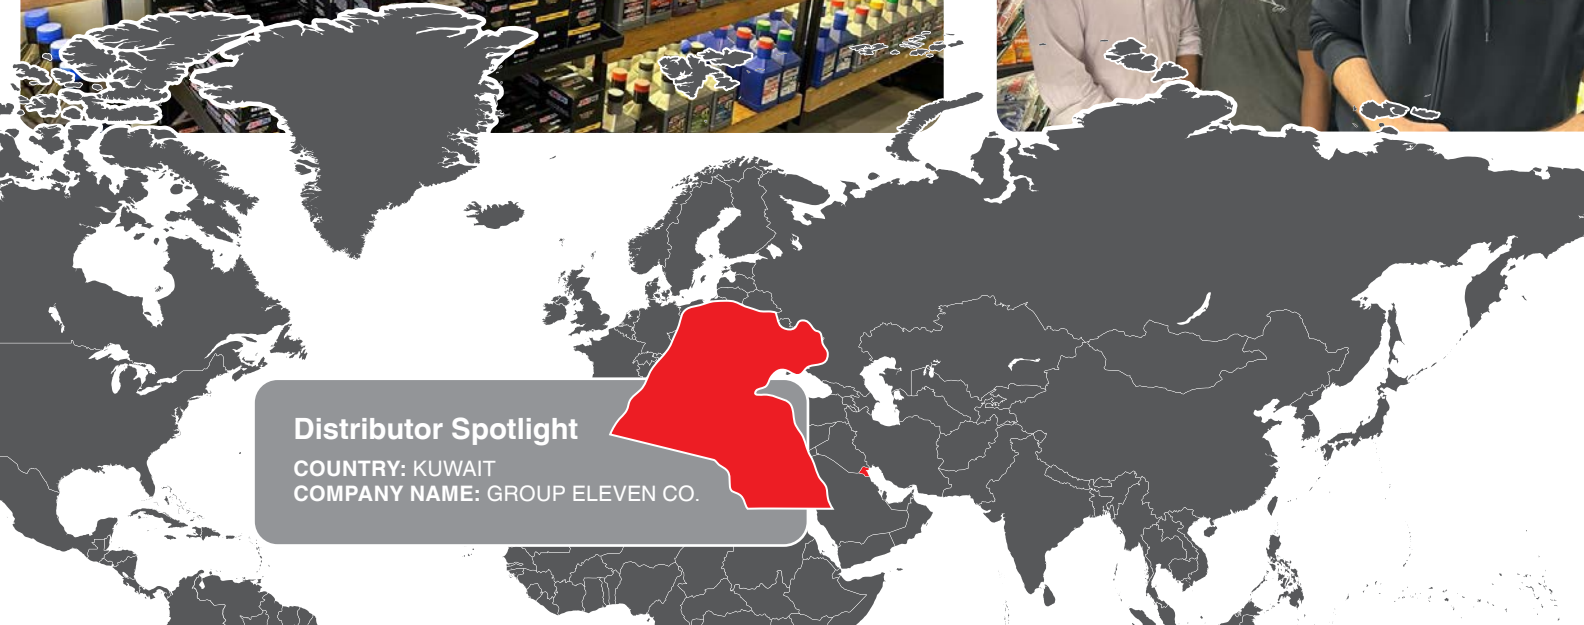 Distributor Spotlight
COUNTRY: KUWAIT
COMPANY NAME: GROUP ELEVEN CO.